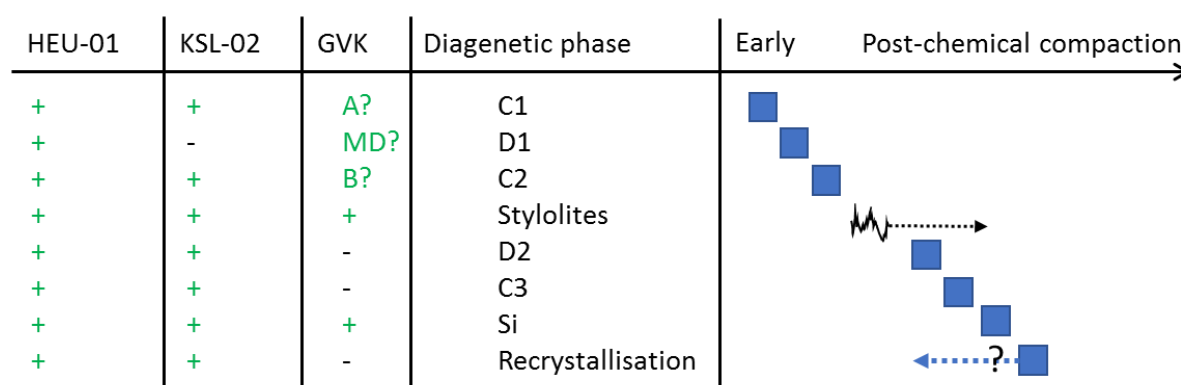 HEU-01 KSL-02 GVK Diagenetic phase Early Post-chemical compaction
+ + A? C1
+ - MD? D1
+ + B? C2
+ + + Stylolites
+ + - D2
+ + - C3
+ + + Si
+ + - Recrystallisation ?